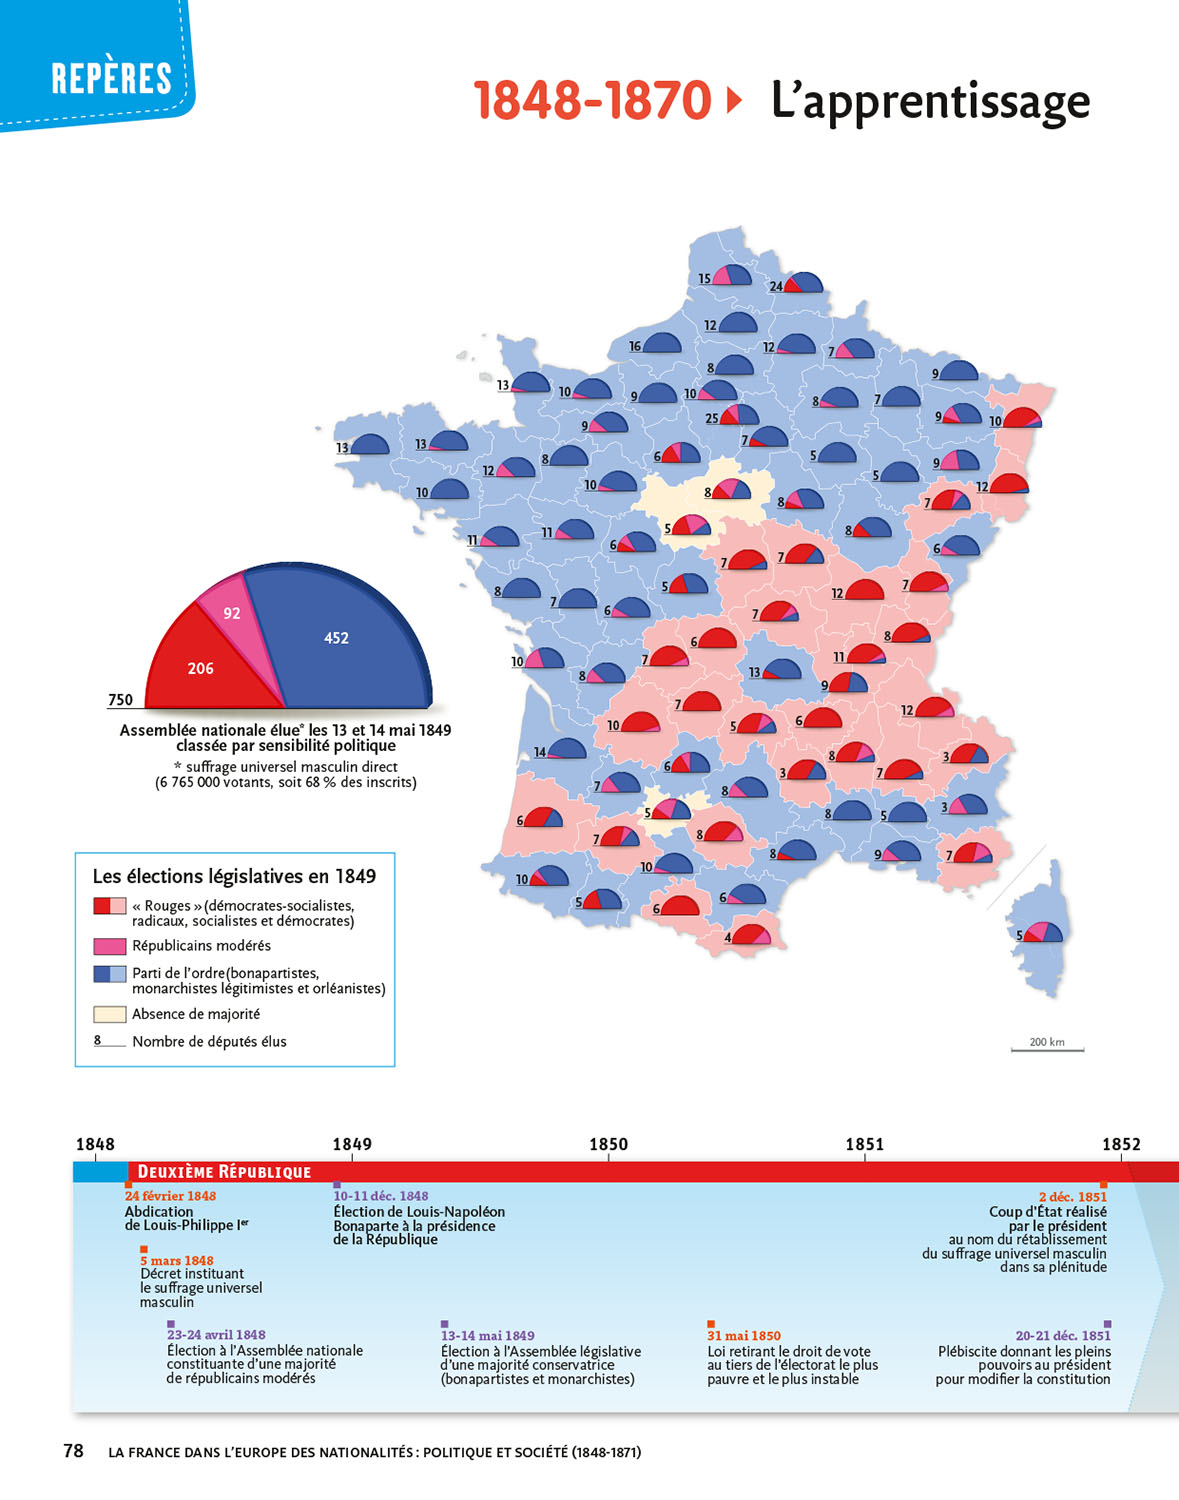 REPÈRES
1848-1870 ▸ L’apprentissage
15
24
12
16
12
7
8
9
13
10
9
10
8
7
25
9
10
9
7
13
13
8
6
5
9
12
5
12
10
10
8
8
7
11
11
6
5
8
6
7
7
8
7
6
5
12
7
7
6
8
10
7
11
8
13
9
7
12
10
5
6
14
6
3
8
7
3
7
8
6
5
8
5
3
7
8
10
8
9
7
10
5
6
6
4
5
750
206
92
452
Assemblée nationale élue* les 13 et 14 mai 1849
classée par sensibilité politique
* suffrage universel masculin direct
(6 765 000 votants, soit 68 % des inscrits)
Les élections législatives en 1849
« Rouges » (démocrates-socialistes,
radicaux, socialistes et démocrates)
Républicains modérés
Parti de l’ordre(bonapartistes,
monarchistes légitimistes et orléanistes)
Absence de majorité
8 Nombre de députés élus
200 km
1848 1849 1850 1851 1852
DEUXIÈME RÉPUBLIQUE
24 février 1848
Abdication
de Louis-Philippe Ier
5 mars 1848
Décret instituant
le suffrage universel
masculin
23-24 avril 1848
Élection à l’Assemblée nationale
constituante d’une majorité
de républicains modérés
10-11 déc. 1848
Élection de Louis-Napoléon
Bonaparte à la présidence
de la République
13-14 mai 1849
Élection à l’Assemblée législative
d’une majorité conservatrice
(bonapartistes et monarchistes)
31 mai 1850
Loi retirant le droit de vote
au tiers de l’électorat le plus
pauvre et le plus instable
2 déc. 1851
Coup d’État réalisé
par le président
au nom du rétablissement
du suffrage universel masculin
dans sa plénitude
20-21 déc. 1851
Plébiscite donnant les pleins
pouvoirs au président
pour modifier la constitution
78 LA FRANCE DANS L’EUROPE DES NATIONALITÉS : POLITIQUE ET SOCIÉTÉ (1848-1871)